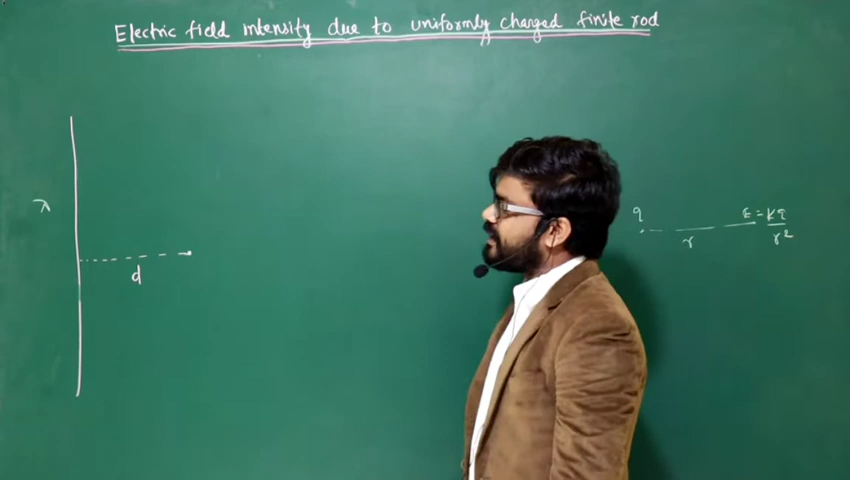 Electric field intensity due to uniformly charged finite rod
λ
d
q
r
E = kq
r²